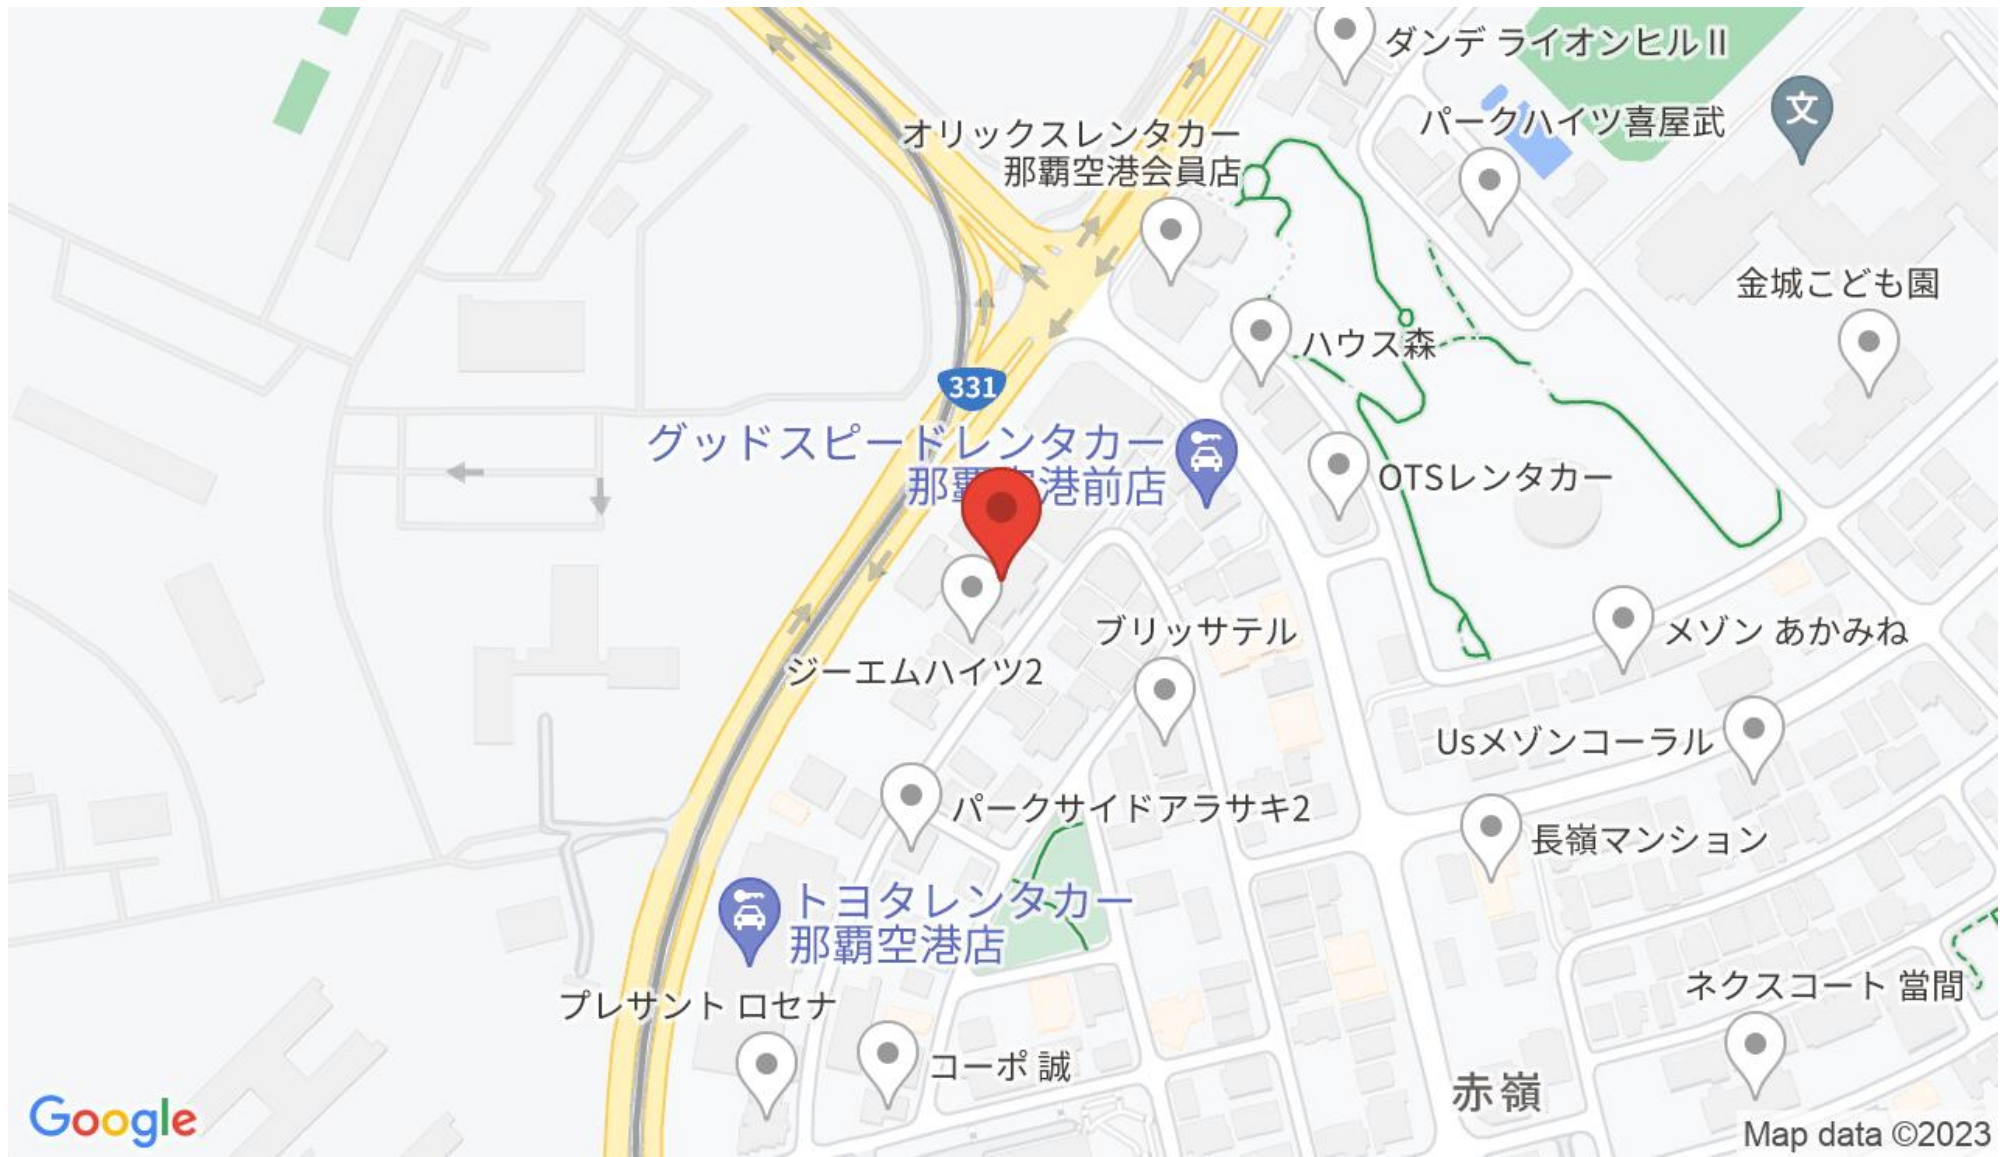 ダンデ ライオンヒル II
パークハイツ喜屋武
文
オリックスレンタカー
那覇空港会員店
金城こども園
ハウス森
331
グッドスピードレンタカー
那覇空港前店
OTSレンタカー
ブリッサテル
メゾン あかみね
ジーエムハイツ2
Usメゾンコーラル
パークサイドアラサキ2
長嶺マンション
トヨタレンタカー
那覇空港店
ネクスコート 當間
プレサント ロセナ
コーポ 誠
赤嶺
Google
Map data ©2023